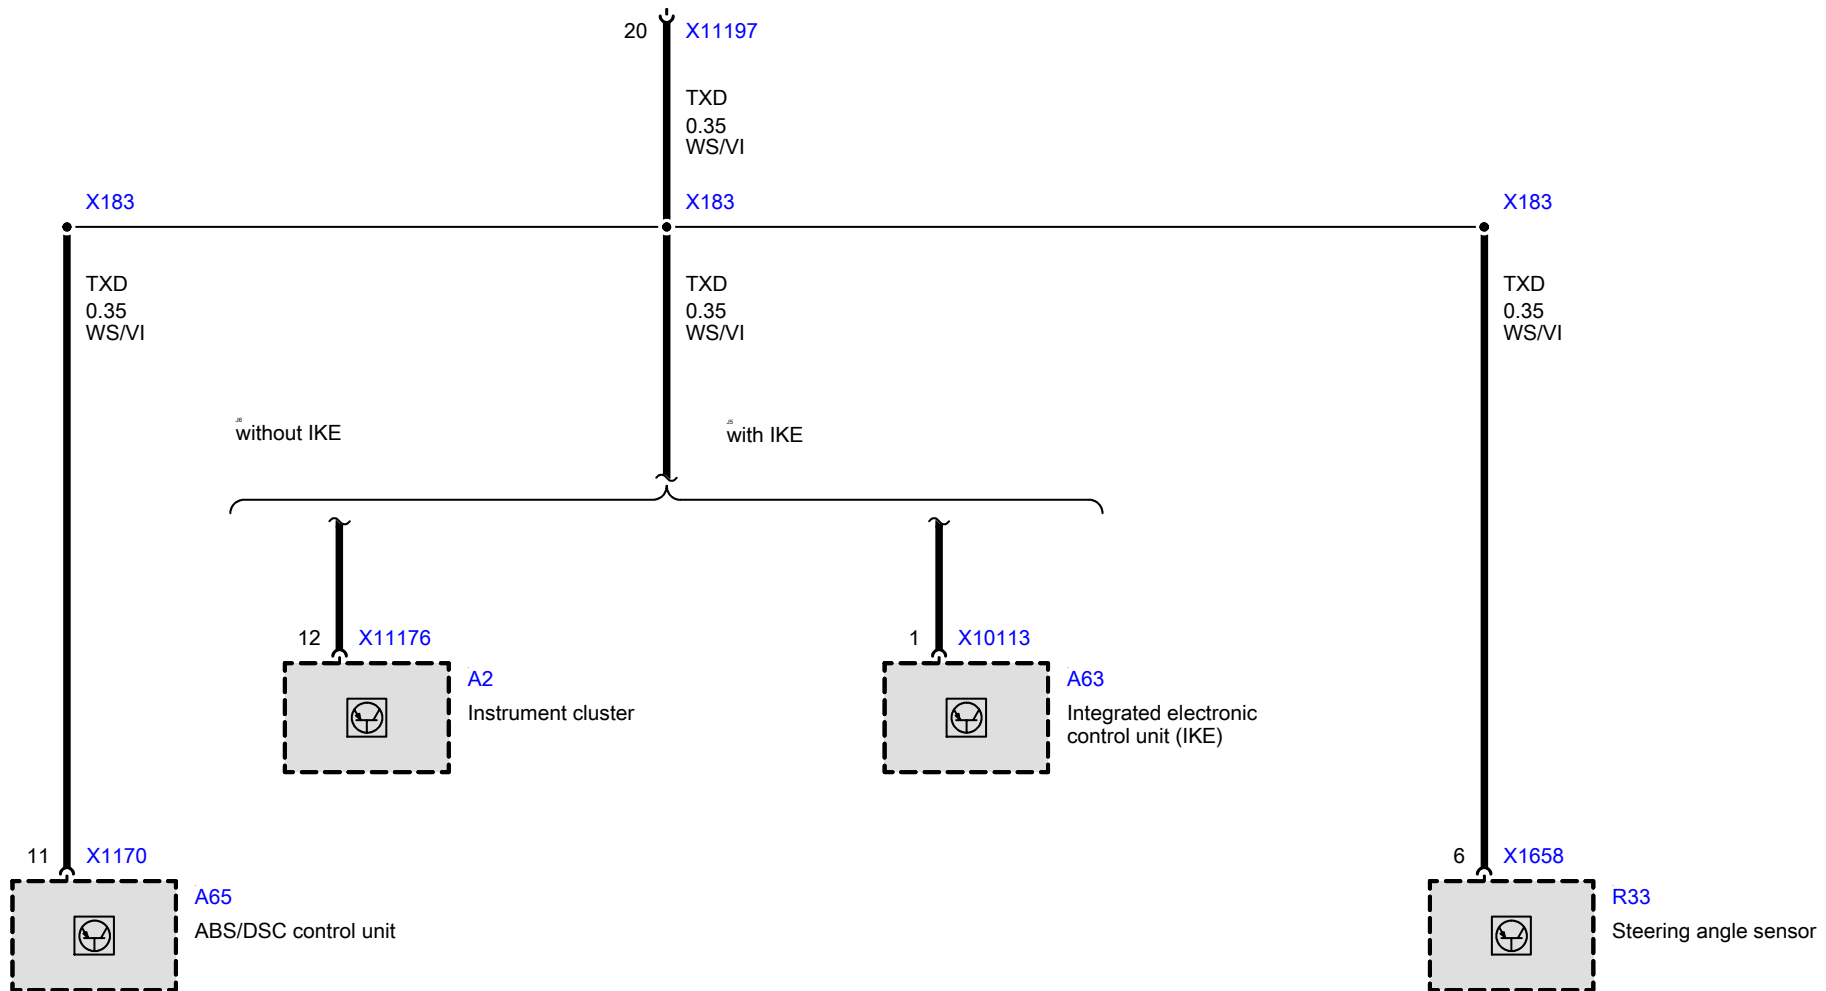 20 X11197
TXD
0.35
WS/VI
X183 X183 X183
TXD TXD TXD
0.35 0.35 0.35
WS/VI WS/VI WS/VI
J6 J5
without IKE with IKE
12 X11176 1 X10113
A2 A63
Instrument cluster Integrated electronic
control unit (IKE)
11 X1170 6 X1658
A65 R33
ABS/DSC control unit Steering angle sensor